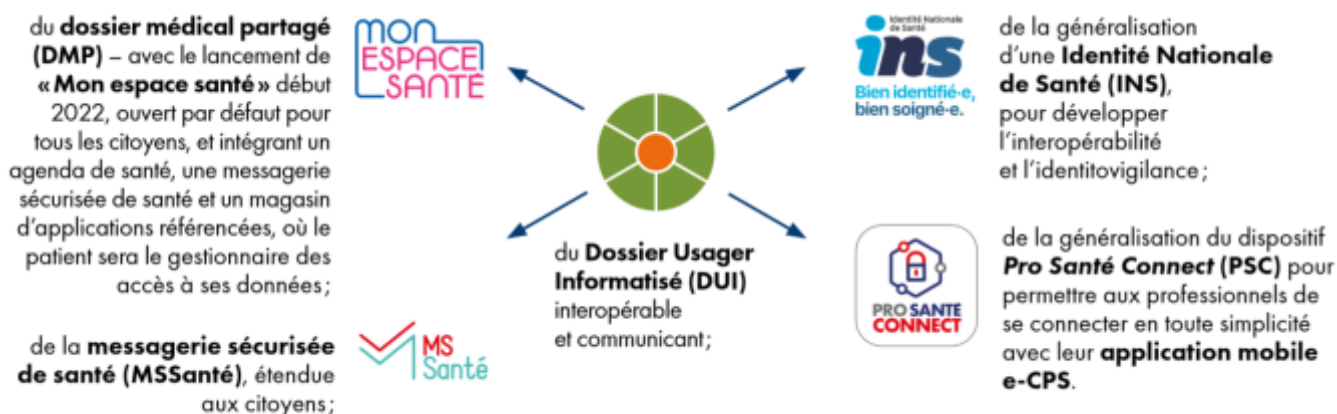 du dossier médical partagé
(DMP) – avec le lancement de
« Mon espace santé » début
2022, ouvert par défaut pour
tous les citoyens, et intégrant un
agenda de santé, une messagerie
sécurisée de santé et un magasin
d'applications référencées, où le
patient sera le gestionnaire des
accès à ses données ;
MON
ESPACE
SANTÉ
de la messagerie sécurisée
de santé (MSSanté), étendue
aux citoyens ;
MS
Santé
du Dossier Usager
Informatisé (DUI)
interopérable
et communicant ;
Identité Nationale
de Santé
ins
Bien identifié·e,
bien soigné·e.
de la généralisation
d'une Identité Nationale
de Santé (INS),
pour développer
l'interopérabilité
et l'identitovigilance ;
PRO SANTÉ
CONNECT
de la généralisation du dispositif
Pro Santé Connect (PSC) pour
permettre aux professionnels de
se connecter en toute simplicité
avec leur application mobile
e-CPS.